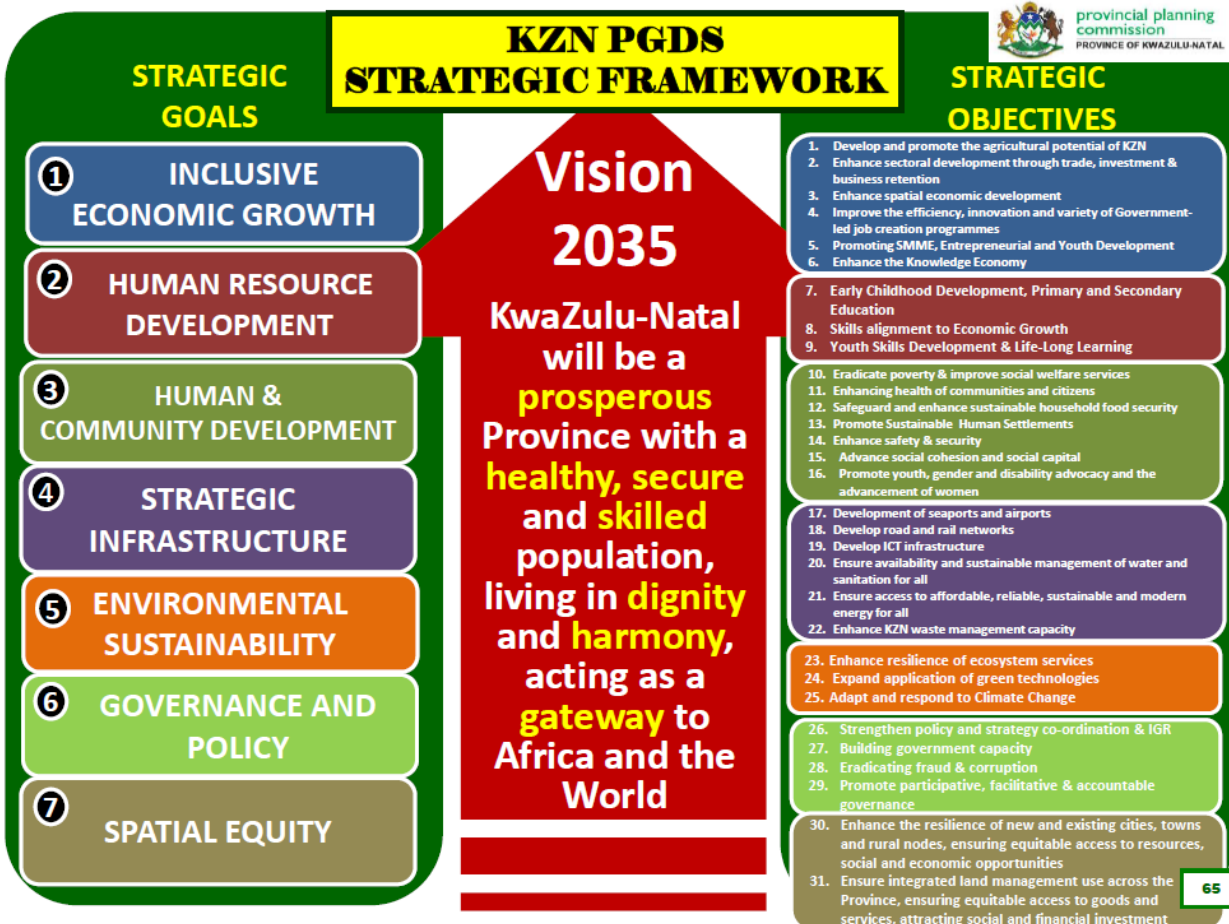 KZN PGDS
STRATEGIC FRAMEWORK
provincial planning
commission
PROVINCE OF KWAZULU-NATAL
STRATEGIC
GOALS
1
INCLUSIVE
ECONOMIC GROWTH
2
HUMAN RESOURCE
DEVELOPMENT
3
HUMAN &
COMMUNITY DEVELOPMENT
4
STRATEGIC
INFRASTRUCTURE
5
ENVIRONMENTAL
SUSTAINABILITY
6
GOVERNANCE AND
POLICY
7
SPATIAL EQUITY
Vision
2035
KwaZulu-Natal
will be a
prosperous
Province with a
healthy, secure
and skilled
population,
living in dignity
and harmony,
acting as a
gateway to
Africa and the
World
STRATEGIC
OBJECTIVES
1. Develop and promote the agricultural potential of KZN
2. Enhance sectoral development through trade, investment &
business retention
3. Enhance spatial economic development
4. Improve the efficiency, innovation and variety of Government-
led job creation programmes
5. Promoting SMME, Entrepreneurial and Youth Development
6. Enhance the Knowledge Economy
7. Early Childhood Development, Primary and Secondary
Education
8. Skills alignment to Economic Growth
9. Youth Skills Development & Life-Long Learning
10. Eradicate poverty & improve social welfare services
11. Enhancing health of communities and citizens
12. Safeguard and enhance sustainable household food security
13. Promote Sustainable Human Settlements
14. Enhance safety & security
15. Advance social cohesion and social capital
16. Promote youth, gender and disability advocacy and the
advancement of women
17. Development of seaports and airports
18. Develop road and rail networks
19. Develop ICT infrastructure
20. Ensure availability and sustainable management of water and
sanitation for all
21. Ensure access to affordable, reliable, sustainable and modern
energy for all
22. Enhance KZN waste management capacity
23. Enhance resilience of ecosystem services
24. Expand application of green technologies
25. Adapt and respond to Climate Change
26. Strengthen policy and strategy co-ordination & IGR
27. Building government capacity
28. Eradicating fraud & corruption
29. Promote participative, facilitative & accountable
governance
30. Enhance the resilience of new and existing cities, towns
and rural nodes, ensuring equitable access to resources,
social and economic opportunities
31. Ensure integrated land management use across the
Province, ensuring equitable access to goods and
services, attracting social and financial investment
65